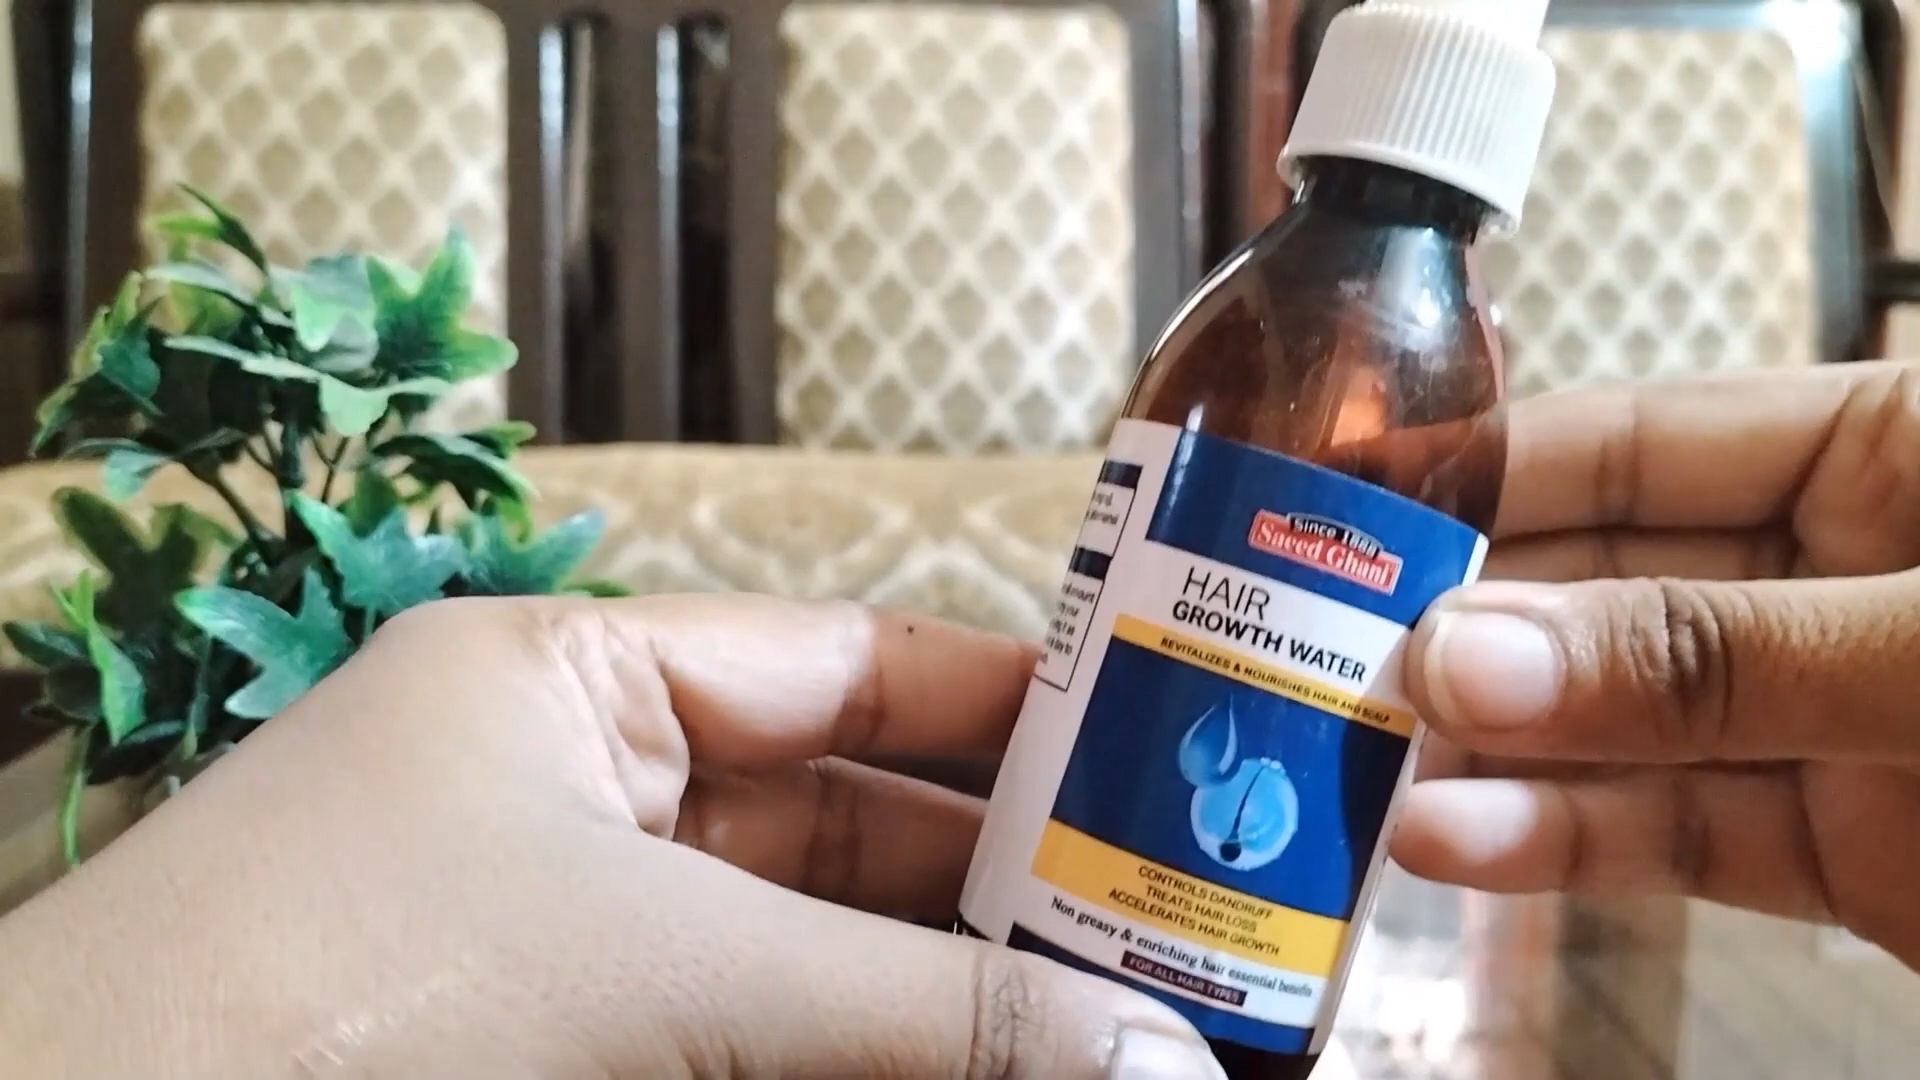 Since 1888
Saeed Ghani
HAIR
GROWTH WATER
REVITALIZES & NOURISHES HAIR AND SCALP
CONTROLS DANDRUFF
TREATS HAIR LOSS
ACCELERATES HAIR GROWTH
Non greasy & enriching hair essential benefits
FOR ALL HAIR TYPES